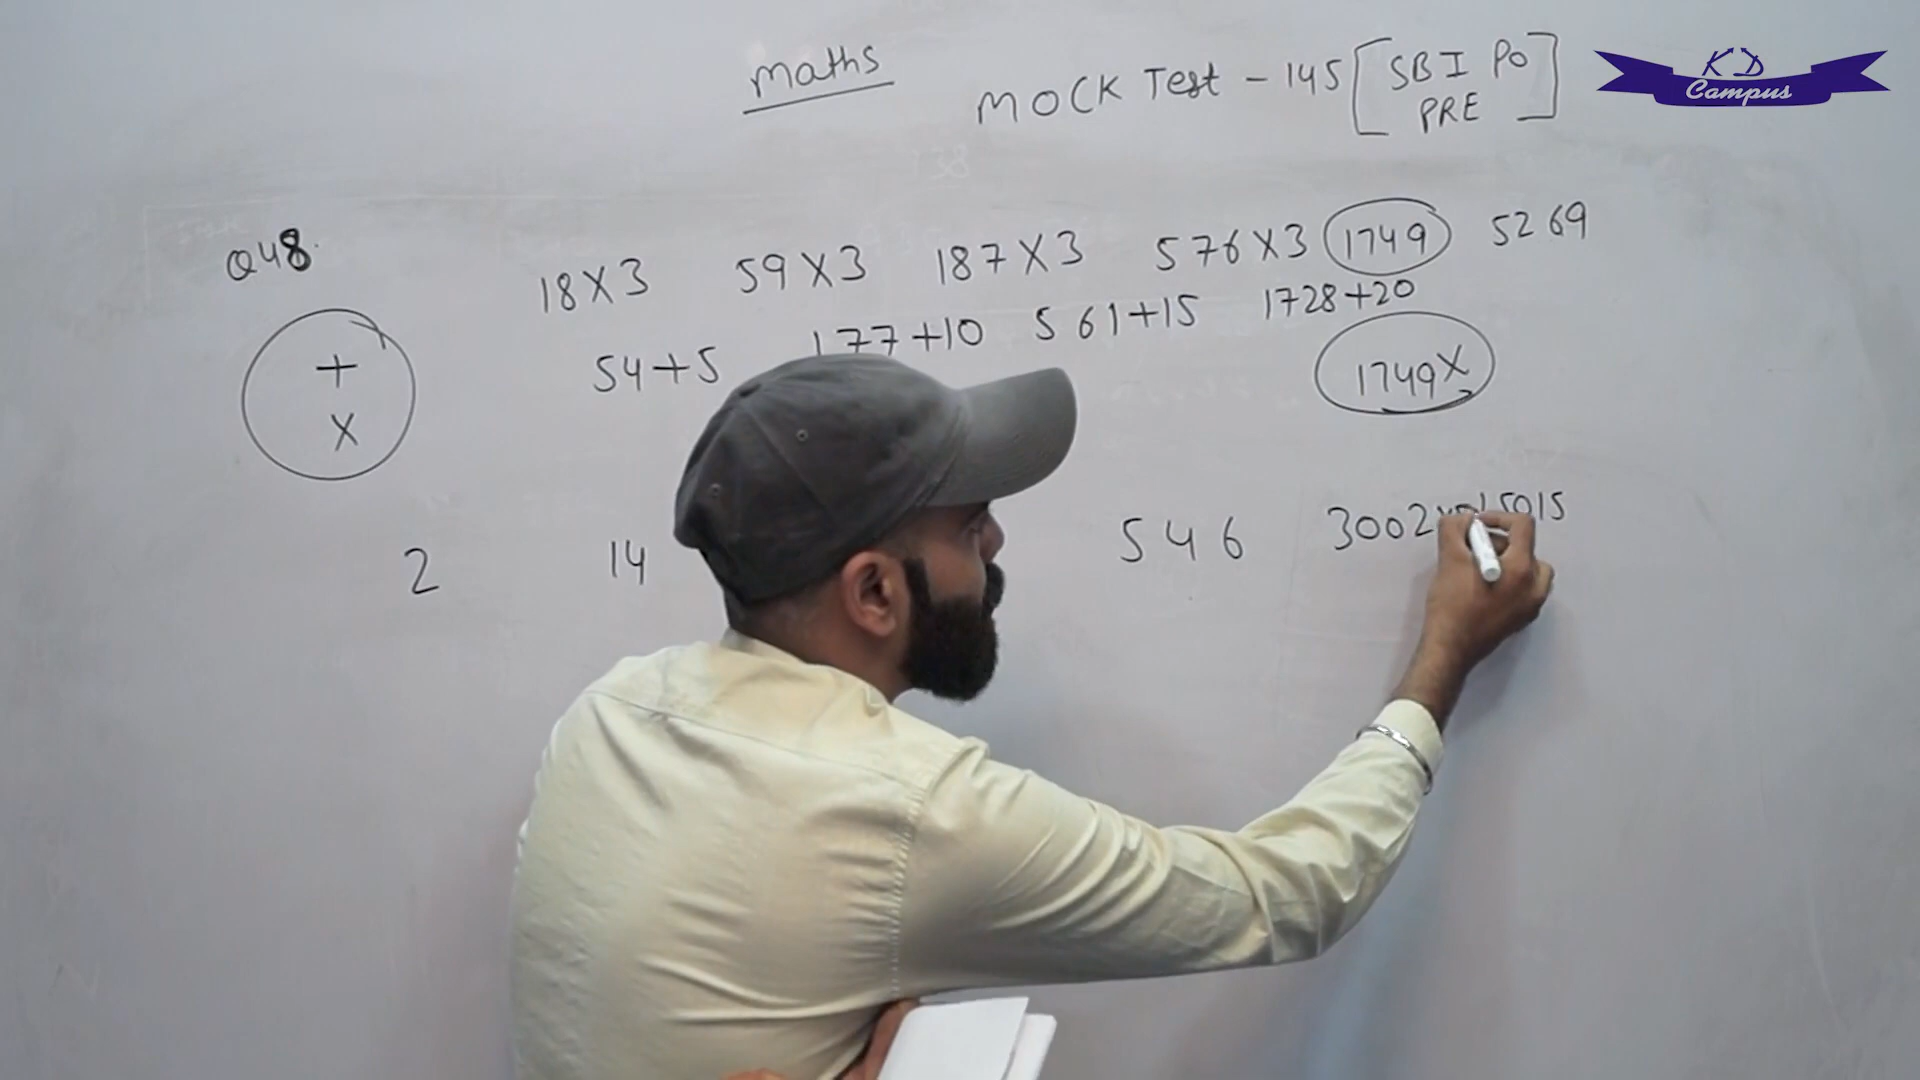 maths
MOCK Test - 145 [SBI PO
PRE]
KD
Campus
Q48.
18X3 59X3 187X3 576X3 1749 5269
54+5 177+10 561+15 1728+20
+
X
1749X
2 14 546 3002 15015